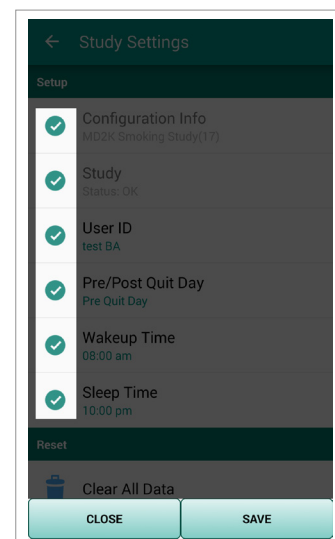 Study Settings
Setup
Configuration Info
MD2K Smoking Study(17)
Study
Status: OK
User ID
test BA
Pre/Post Quit Day
Pre Quit Day
Wakeup Time
08:00 am
Sleep Time
10:00 pm
Reset
Clear All Data
CLOSE
SAVE